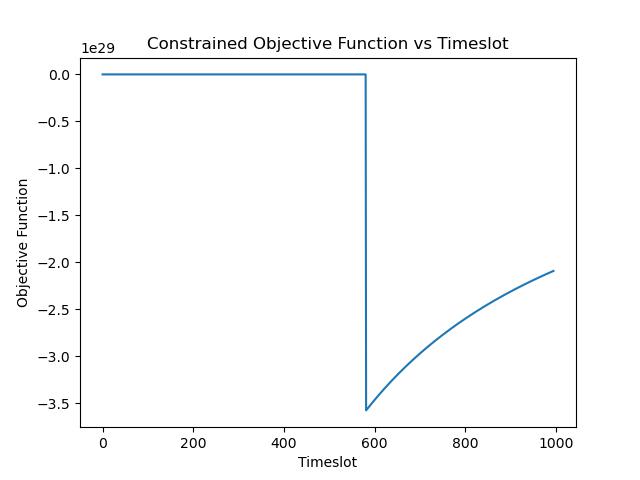 Constrained Objective Function vs Timeslot
1e29
0.0
−0.5
−1.0
−1.5
−2.0
−2.5
−3.0
−3.5
Objective Function
0 200 400 600 800 1000
Timeslot